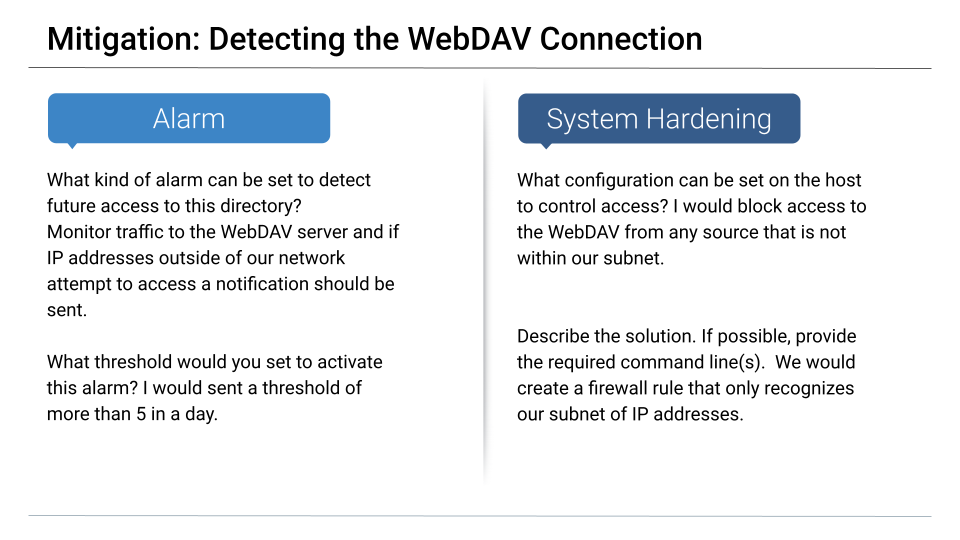 Mitigation: Detecting the WebDAV Connection
Alarm
What kind of alarm can be set to detect
future access to this directory?
Monitor traffic to the WebDAV server and if
IP addresses outside of our network
attempt to access a notification should be
sent.
What threshold would you set to activate
this alarm? I would sent a threshold of
more than 5 in a day.
System Hardening
What configuration can be set on the host
to control access? I would block access to
the WebDAV from any source that is not
within our subnet.
Describe the solution. If possible, provide
the required command line(s).  We would
create a firewall rule that only recognizes
our subnet of IP addresses.